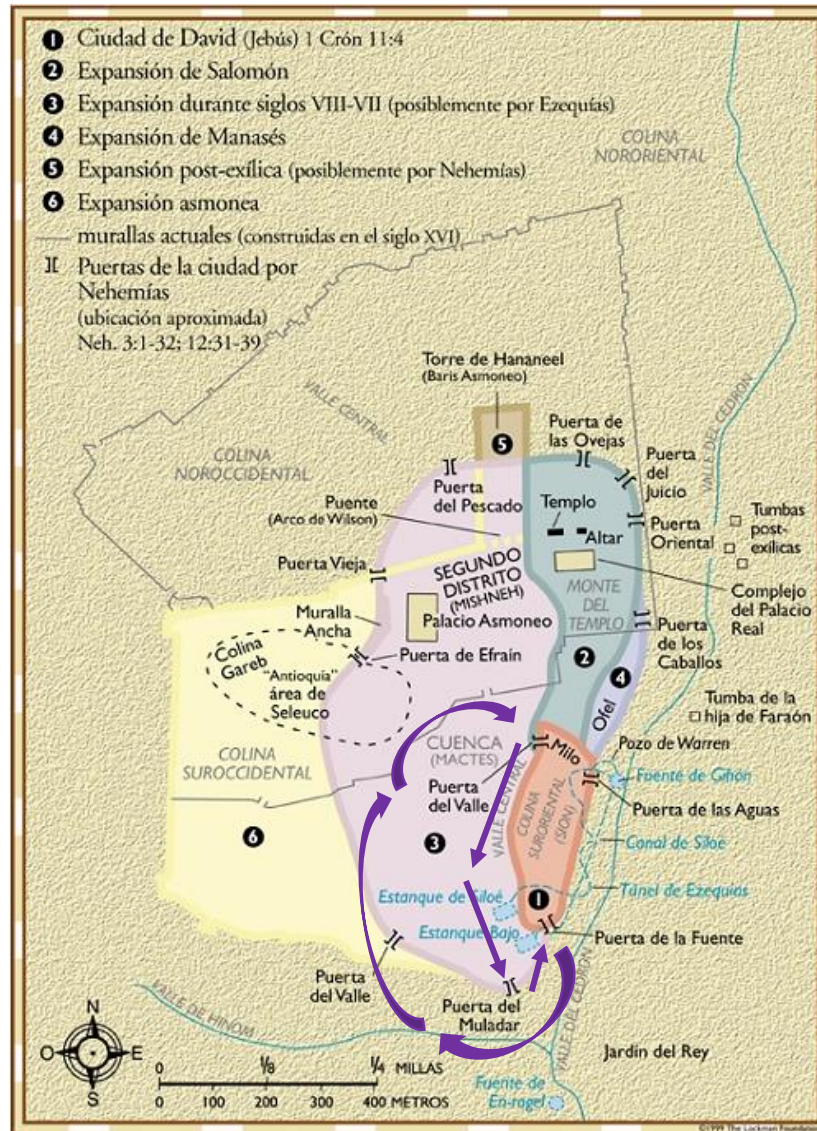 1 Ciudad de David (Jebús) 1 Crón 11:4
2 Expansión de Salomón
3 Expansión durante siglos VIII-VII (posiblemente por Ezequías)
4 Expansión de Manasés
5 Expansión post-exílica (posiblemente por Nehemías)
6 Expansión asmonea
murallas actuales (construidas en el siglo XVI)
Puertas de la ciudad por
Nehemías
(ubicación aproximada)
Neh. 3:1-32; 12:31-39
COLINA
NORORIENTAL
Torre de Hananeel
(Baris Asmoneo)
VALLE CENTRAL
VALLE DEL CEDRON
COLINA
NOROCCIDENTAL
5
Puerta de
las Ovejas
Puerta
del
Juicio
Puerta
del Pescado
Templo
Altar
Puerta
Oriental
Tumbas
post-
exílicas
Puente
(Arco de Wilson)
Puerta Vieja
SEGUNDO
DISTRITO
(MISHNEH)
MONTE
DEL
TEMPLO
Complejo
del Palacio
Real
Muralla
Ancha
Palacio Asmoneo
Puerta
de los
Caballos
Colina
Gareb
Puerta de Efraín
"Antioquía"
área de
Seleuco
2
4
Ofel
Tumba de la
hija de Faraón
COLINA
SUROCCIDENTAL
CUENCA
(MACTES)
Milo
Pozo de Warren
Puerta
del Valle
VALLE CENTRAL
COLINA
SURORIENTAL
(SION)
Fuente de Gihón
Puerta de las Aguas
6
3
Canal de Siloé
Estanque de Siloé
1
Túnel de Ezequías
Estanque Bajo
Puerta de la Fuente
Puerta
del Valle
Puerta del
Muladar
VALLE DE HINOM
VALLE DEL CEDRON
Jardín del Rey
N
O E
S
0 1/8 1/4 MILLAS
0 100 200 300 400 METROS
Fuente de
En-rogel
©1999 The Lockman Foundation